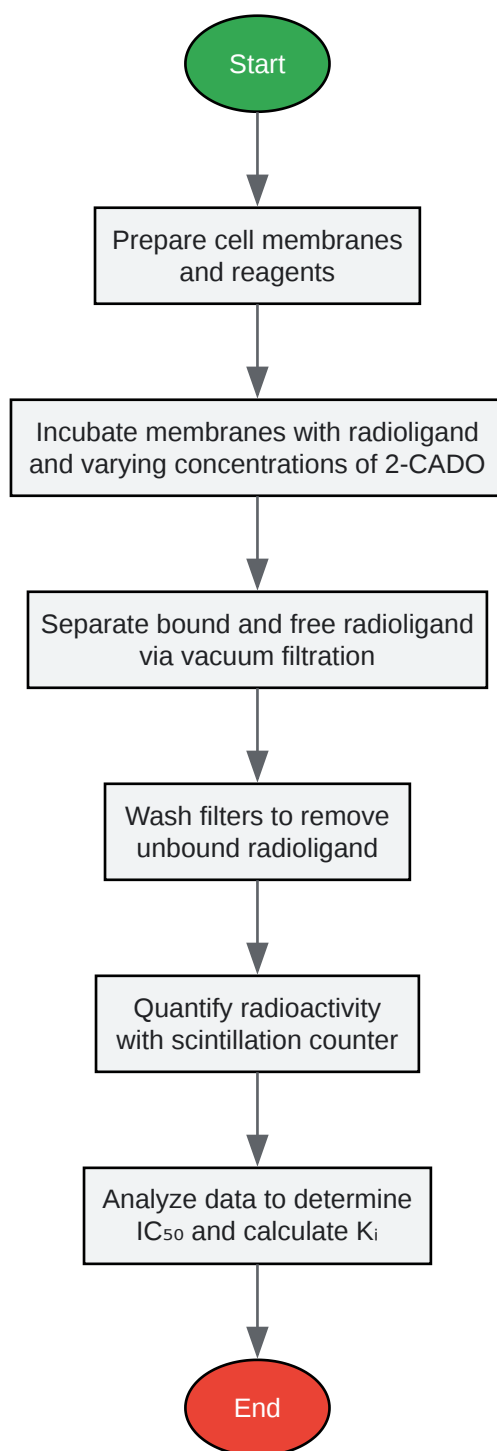 Start
Prepare cell membranes
and reagents
Incubate membranes with radioligand
and varying concentrations of 2-CADO
Separate bound and free radioligand
via vacuum filtration
Wash filters to remove
unbound radioligand
Quantify radioactivity
with scintillation counter
Analyze data to determine
IC₅₀ and calculate Kᵢ
End